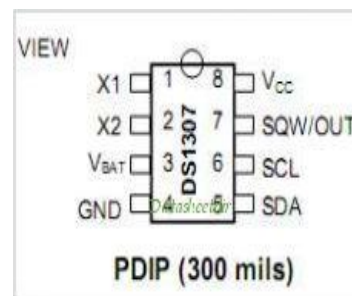 VIEW
X1 1 8 VCC
X2 2 7 SQW/OUT
VBAT 3 6 SCL
GND 4 5 SDA
DS1307
PDIP (300 mils)